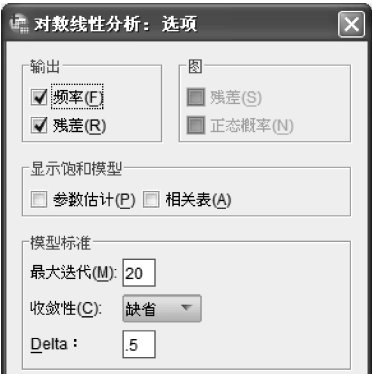 对数线性分析：选项
输出
频率(F)
残差(R)
图
残差(S)
正态概率(N)
显示饱和模型
参数估计(P) 相关表(A)
模型标准
最大迭代(M): 20
收敛性(C): 缺省
Delta： .5